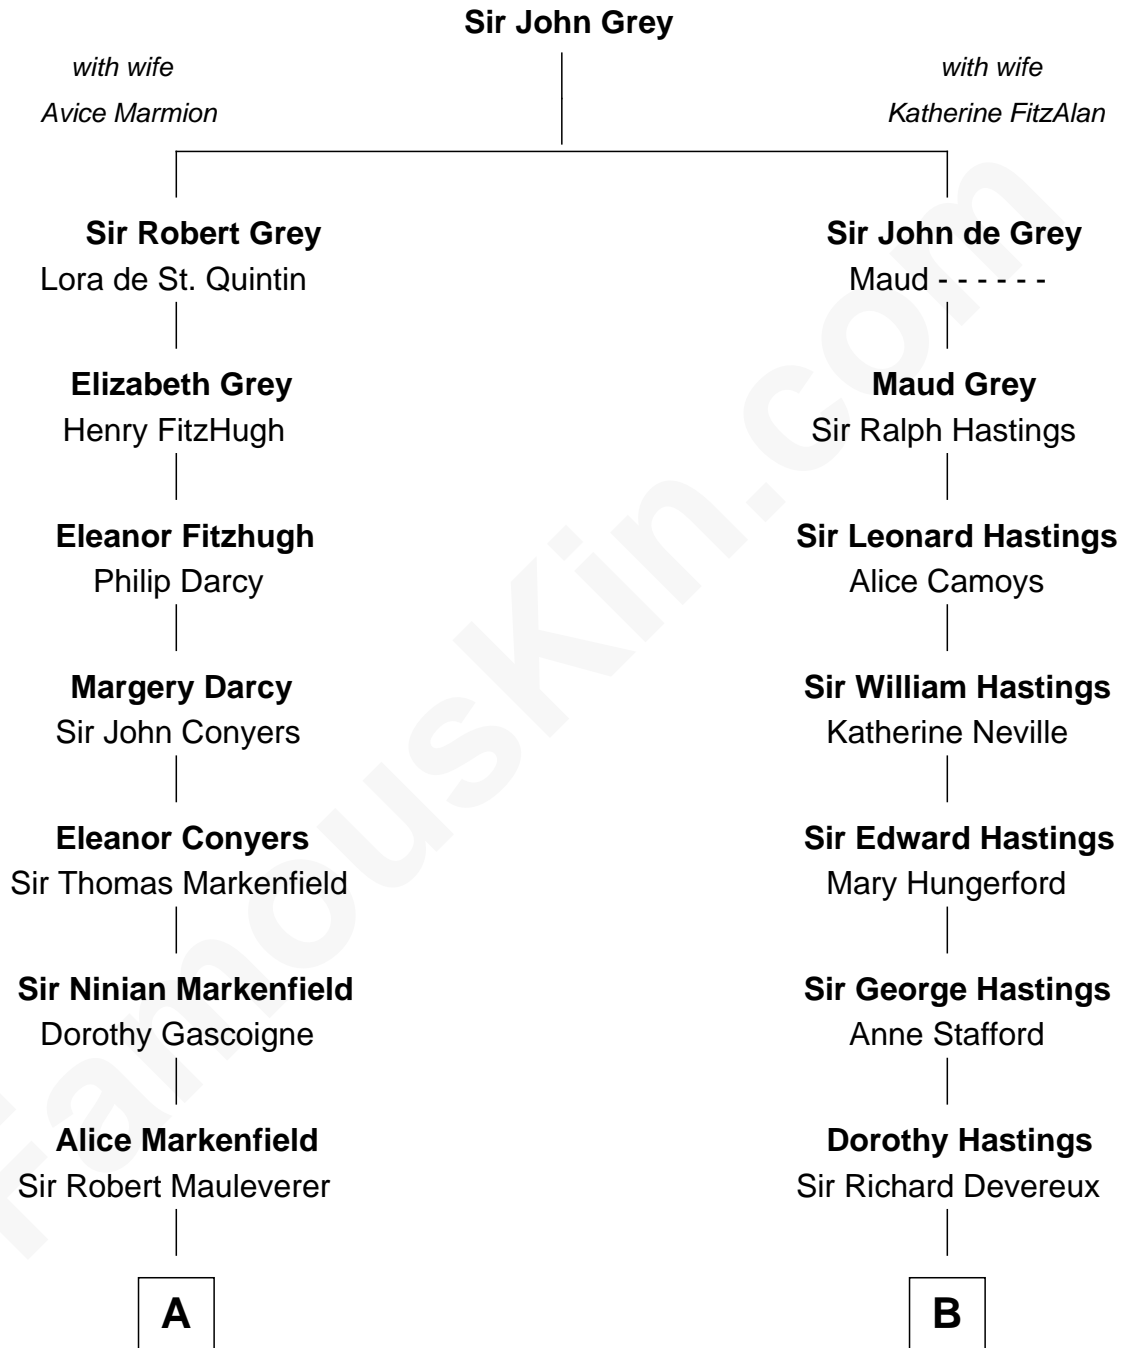 Sir John Grey
with wife
Avice Marmion
with wife
Katherine FitzAlan
Sir Robert Grey
Lora de St. Quintin
Sir John de Grey
Maud - - - - - -
Elizabeth Grey
Henry FitzHugh
Maud Grey
Sir Ralph Hastings
Eleanor Fitzhugh
Philip Darcy
Sir Leonard Hastings
Alice Camoys
Margery Darcy
Sir John Conyers
Sir William Hastings
Katherine Neville
Eleanor Conyers
Sir Thomas Markenfield
Sir Edward Hastings
Mary Hungerford
Sir Ninian Markenfield
Dorothy Gascoigne
Sir George Hastings
Anne Stafford
Alice Markenfield
Sir Robert Mauleverer
Dorothy Hastings
Sir Richard Devereux
A
B
FamousKin.com